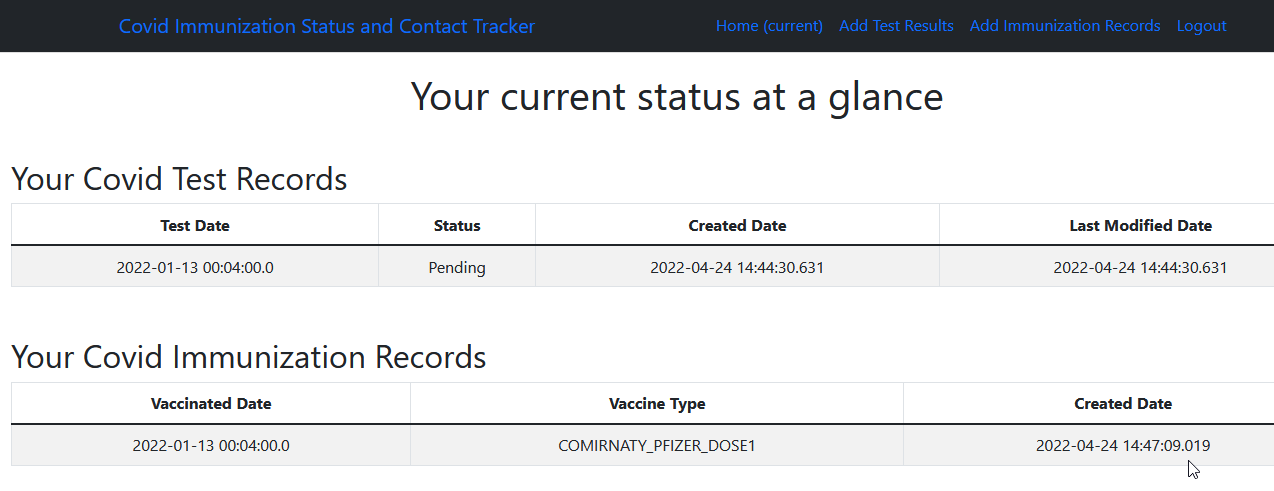 Covid Immunization Status and Contact Tracker Home (current) Add Test Results Add Immunization Records Logout
Your current status at a glance
Your Covid Test Records
Test Date Status Created Date Last Modified Date
2022-01-13 00:04:00.0 Pending 2022-04-24 14:44:30.631 2022-04-24 14:44:30.631
Your Covid Immunization Records
Vaccinated Date Vaccine Type Created Date
2022-01-13 00:04:00.0 COMIRNATY_PFIZER_DOSE1 2022-04-24 14:47:09.019